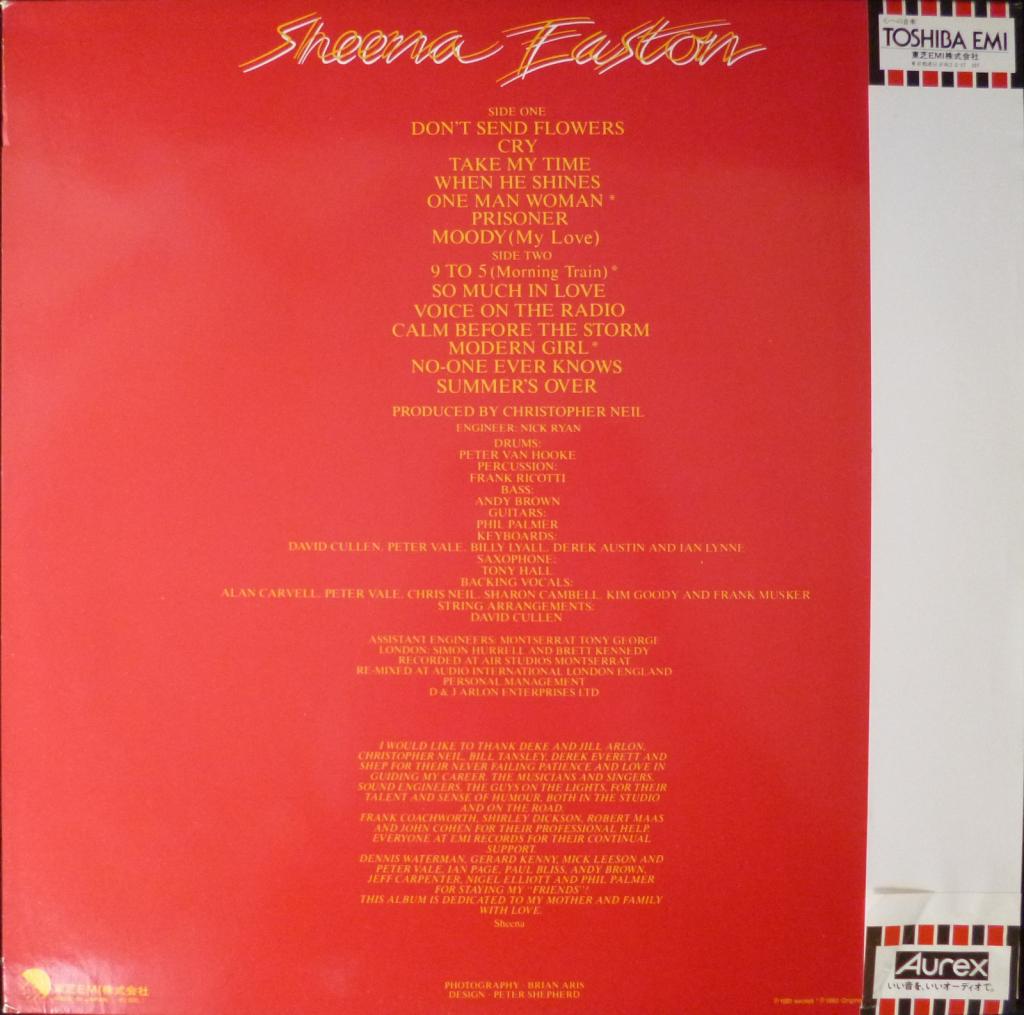 Sheena Easton
SIDE ONE
DON'T SEND FLOWERS
CRY
TAKE MY TIME
WHEN HE SHINES
ONE MAN WOMAN*
PRISONER
MOODY (My Love)
SIDE TWO
9 TO 5 (Morning Train)*
SO MUCH IN LOVE
VOICE ON THE RADIO
CALM BEFORE THE STORM
MODERN GIRL*
NO-ONE EVER KNOWS
SUMMER'S OVER
PRODUCED BY CHRISTOPHER NEIL
ENGINEER: NICK RYAN
DRUMS:
PETER VAN HOOKE
PERCUSSION:
FRANK RICOTTI
BASS:
ANDY BROWN
GUITARS:
PHIL PALMER
KEYBOARDS:
DAVID CULLEN, PETER VALE, BILLY LYALL, DEREK AUSTIN AND IAN LYNNE
SAXOPHONE:
TONY HALL
BACKING VOCALS:
ALAN CARVELL, PETER VALE, CHRIS NEIL, SHARON CAMBELL, KIM GOODY AND FRANK MUSKER
STRING ARRANGEMENTS:
DAVID CULLEN
ASSISTANT ENGINEERS: MONTSERRAT TONY GEORGE
LONDON: SIMON HURRELL AND BRETT KENNEDY
RECORDED AT AIR STUDIOS MONTSERRAT
RE-MIXED AT AUDIO INTERNATIONAL LONDON ENGLAND
PERSONAL MANAGEMENT
D & J ARLON ENTERPRISES LTD
I WOULD LIKE TO THANK DEKE AND JILL ARLON,
CHRISTOPHER NEIL, BILL TANSLEY, DEREK EVERETT AND
SHEP FOR THEIR NEVER FAILING PATIENCE AND LOVE IN
GUIDING MY CAREER. THE MUSICIANS AND SINGERS,
SOUND ENGINEERS, THE GUYS ON THE LIGHTS, FOR THEIR
TALENT AND SENSE OF HUMOUR, BOTH IN THE STUDIO
AND ON THE ROAD.
FRANK COACHWORTH, SHIRLEY DICKSON, ROBERT MAAS
AND JOHN COHEN FOR THEIR PROFESSIONAL HELP.
EVERYONE AT EMI RECORDS FOR THEIR CONTINUAL
SUPPORT.
DENNIS WATERMAN, GERARD KENNY, MICK LEESON AND
PETER VALE, IAN PAGE, PAUL BLISS, ANDY BROWN,
JEFF CARPENTER, NIGEL ELLIOTT AND PHIL PALMER
FOR STAYING MY "FRIENDS"!
THIS ALBUM IS DEDICATED TO MY MOTHER AND FAMILY
WITH LOVE.
Sheena
PHOTOGRAPHY · BRIAN ARIS
DESIGN · PETER SHEPHERD
東芝EMI株式会社
MADE IN JAPAN
TOSHIBA EMI
東芝EMI株式会社
Aurex
いい音を、いいオーディオで。